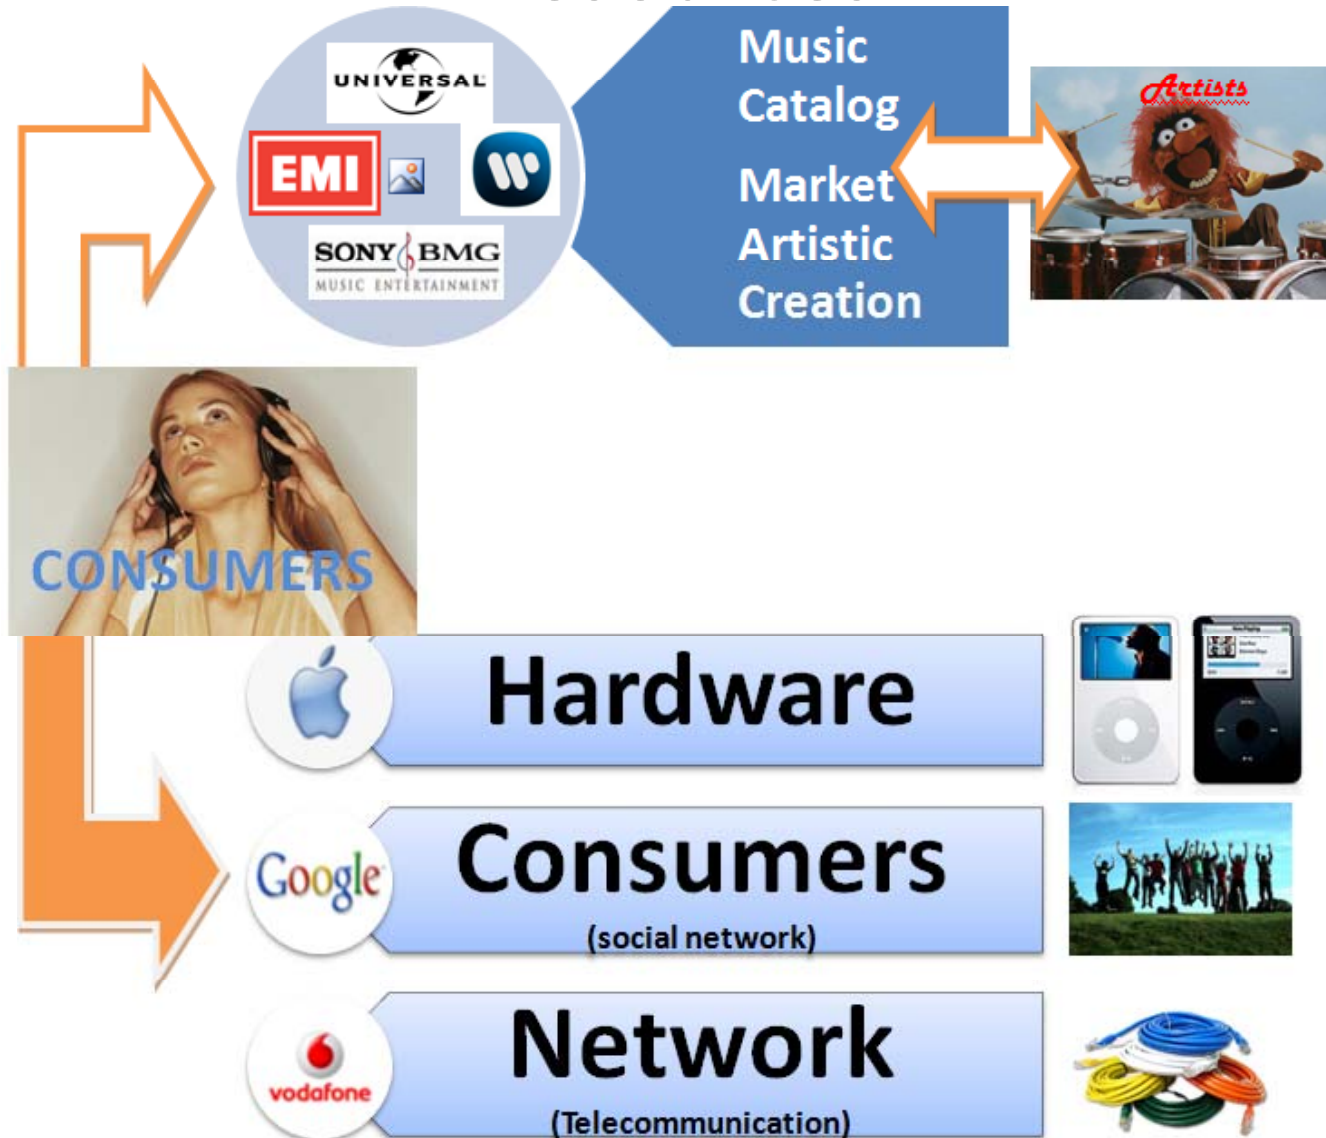 UNIVERSAL
EMI
SONY BMG
MUSIC ENTERTAINMENT
Music
Catalog
Market
Artistic
Creation
Artists
CONSUMERS
Hardware
Google
Consumers
(social network)
vodafone
Network
(Telecommunication)